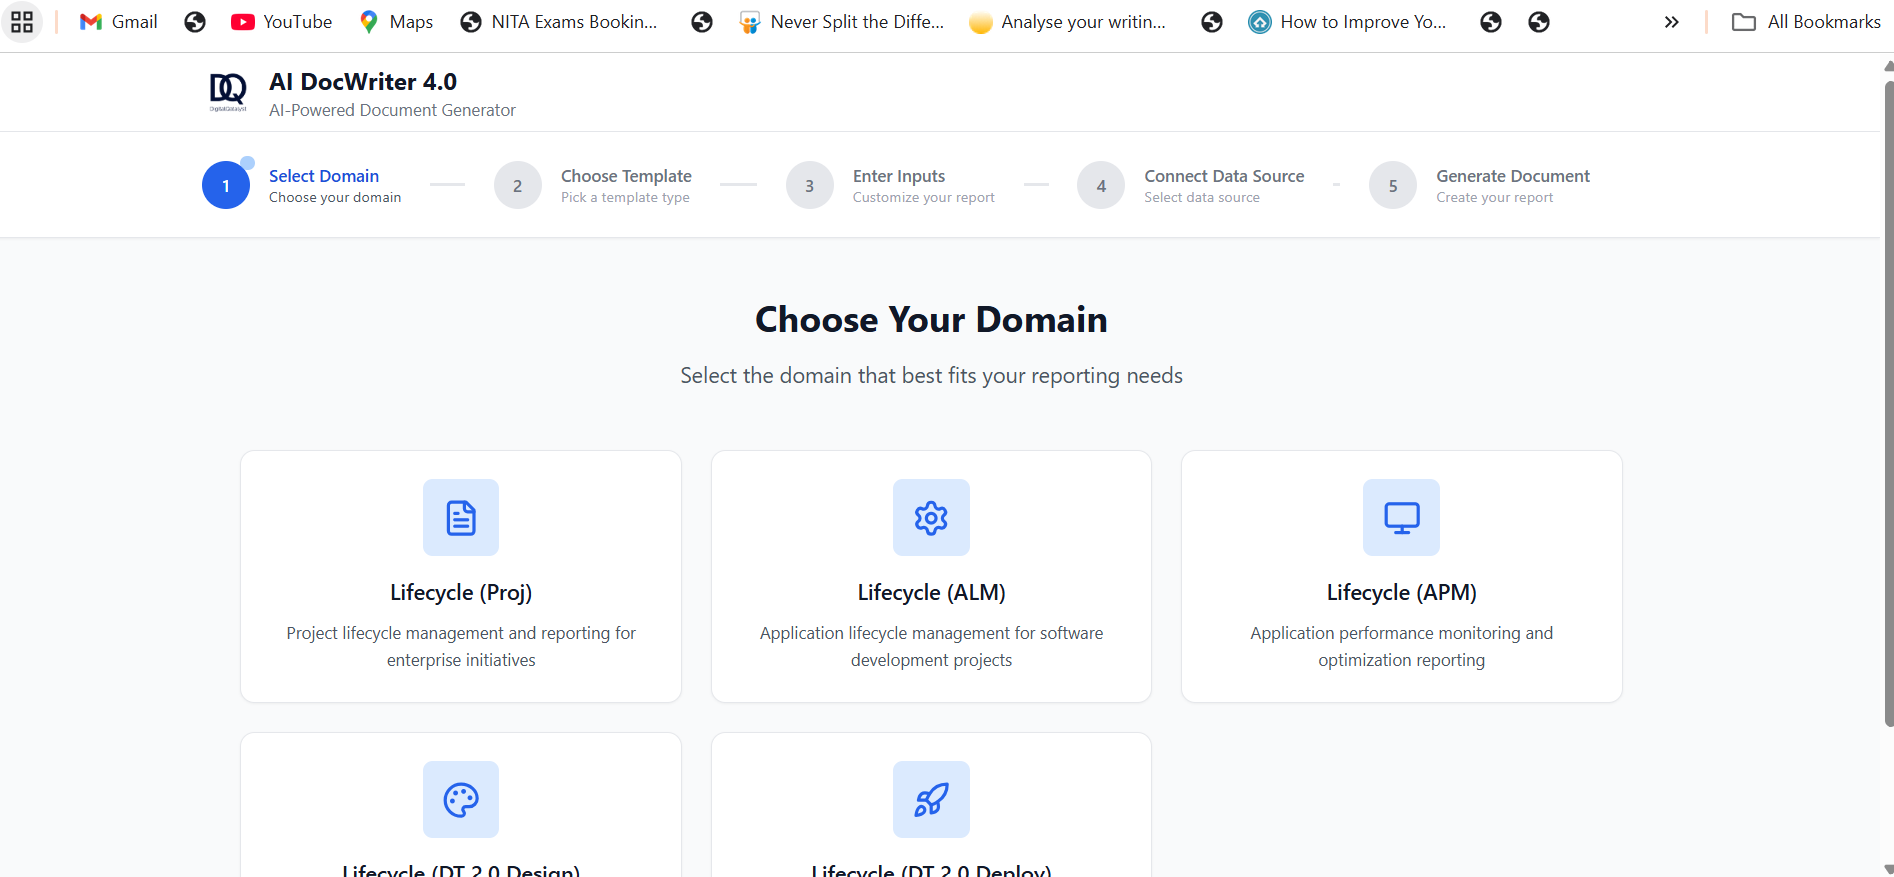 Gmail YouTube Maps NITA Exams Bookin... Never Split the Diffe... Analyse your writin... How to Improve Yo... » All Bookmarks
DQ
DigitalQatalyst
AI DocWriter 4.0
AI-Powered Document Generator
1 Select Domain
Choose your domain
2 Choose Template
Pick a template type
3 Enter Inputs
Customize your report
4 Connect Data Source
Select data source
5 Generate Document
Create your report
Choose Your Domain
Select the domain that best fits your reporting needs
Lifecycle (Proj)
Project lifecycle management and reporting for
enterprise initiatives
Lifecycle (ALM)
Application lifecycle management for software
development projects
Lifecycle (APM)
Application performance monitoring and
optimization reporting
Lifecycle (DT 2.0 Design)
Lifecycle (DT 2.0 Deploy)